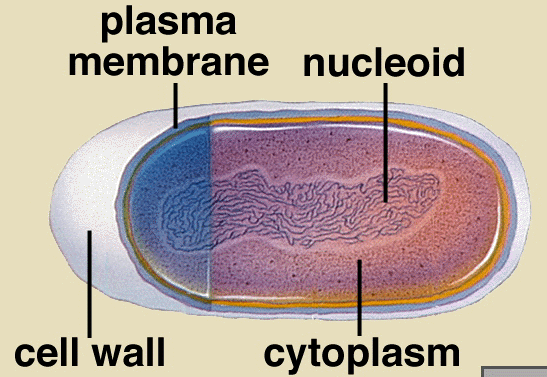 plasma
membrane
nucleoid
cell wall
cytoplasm